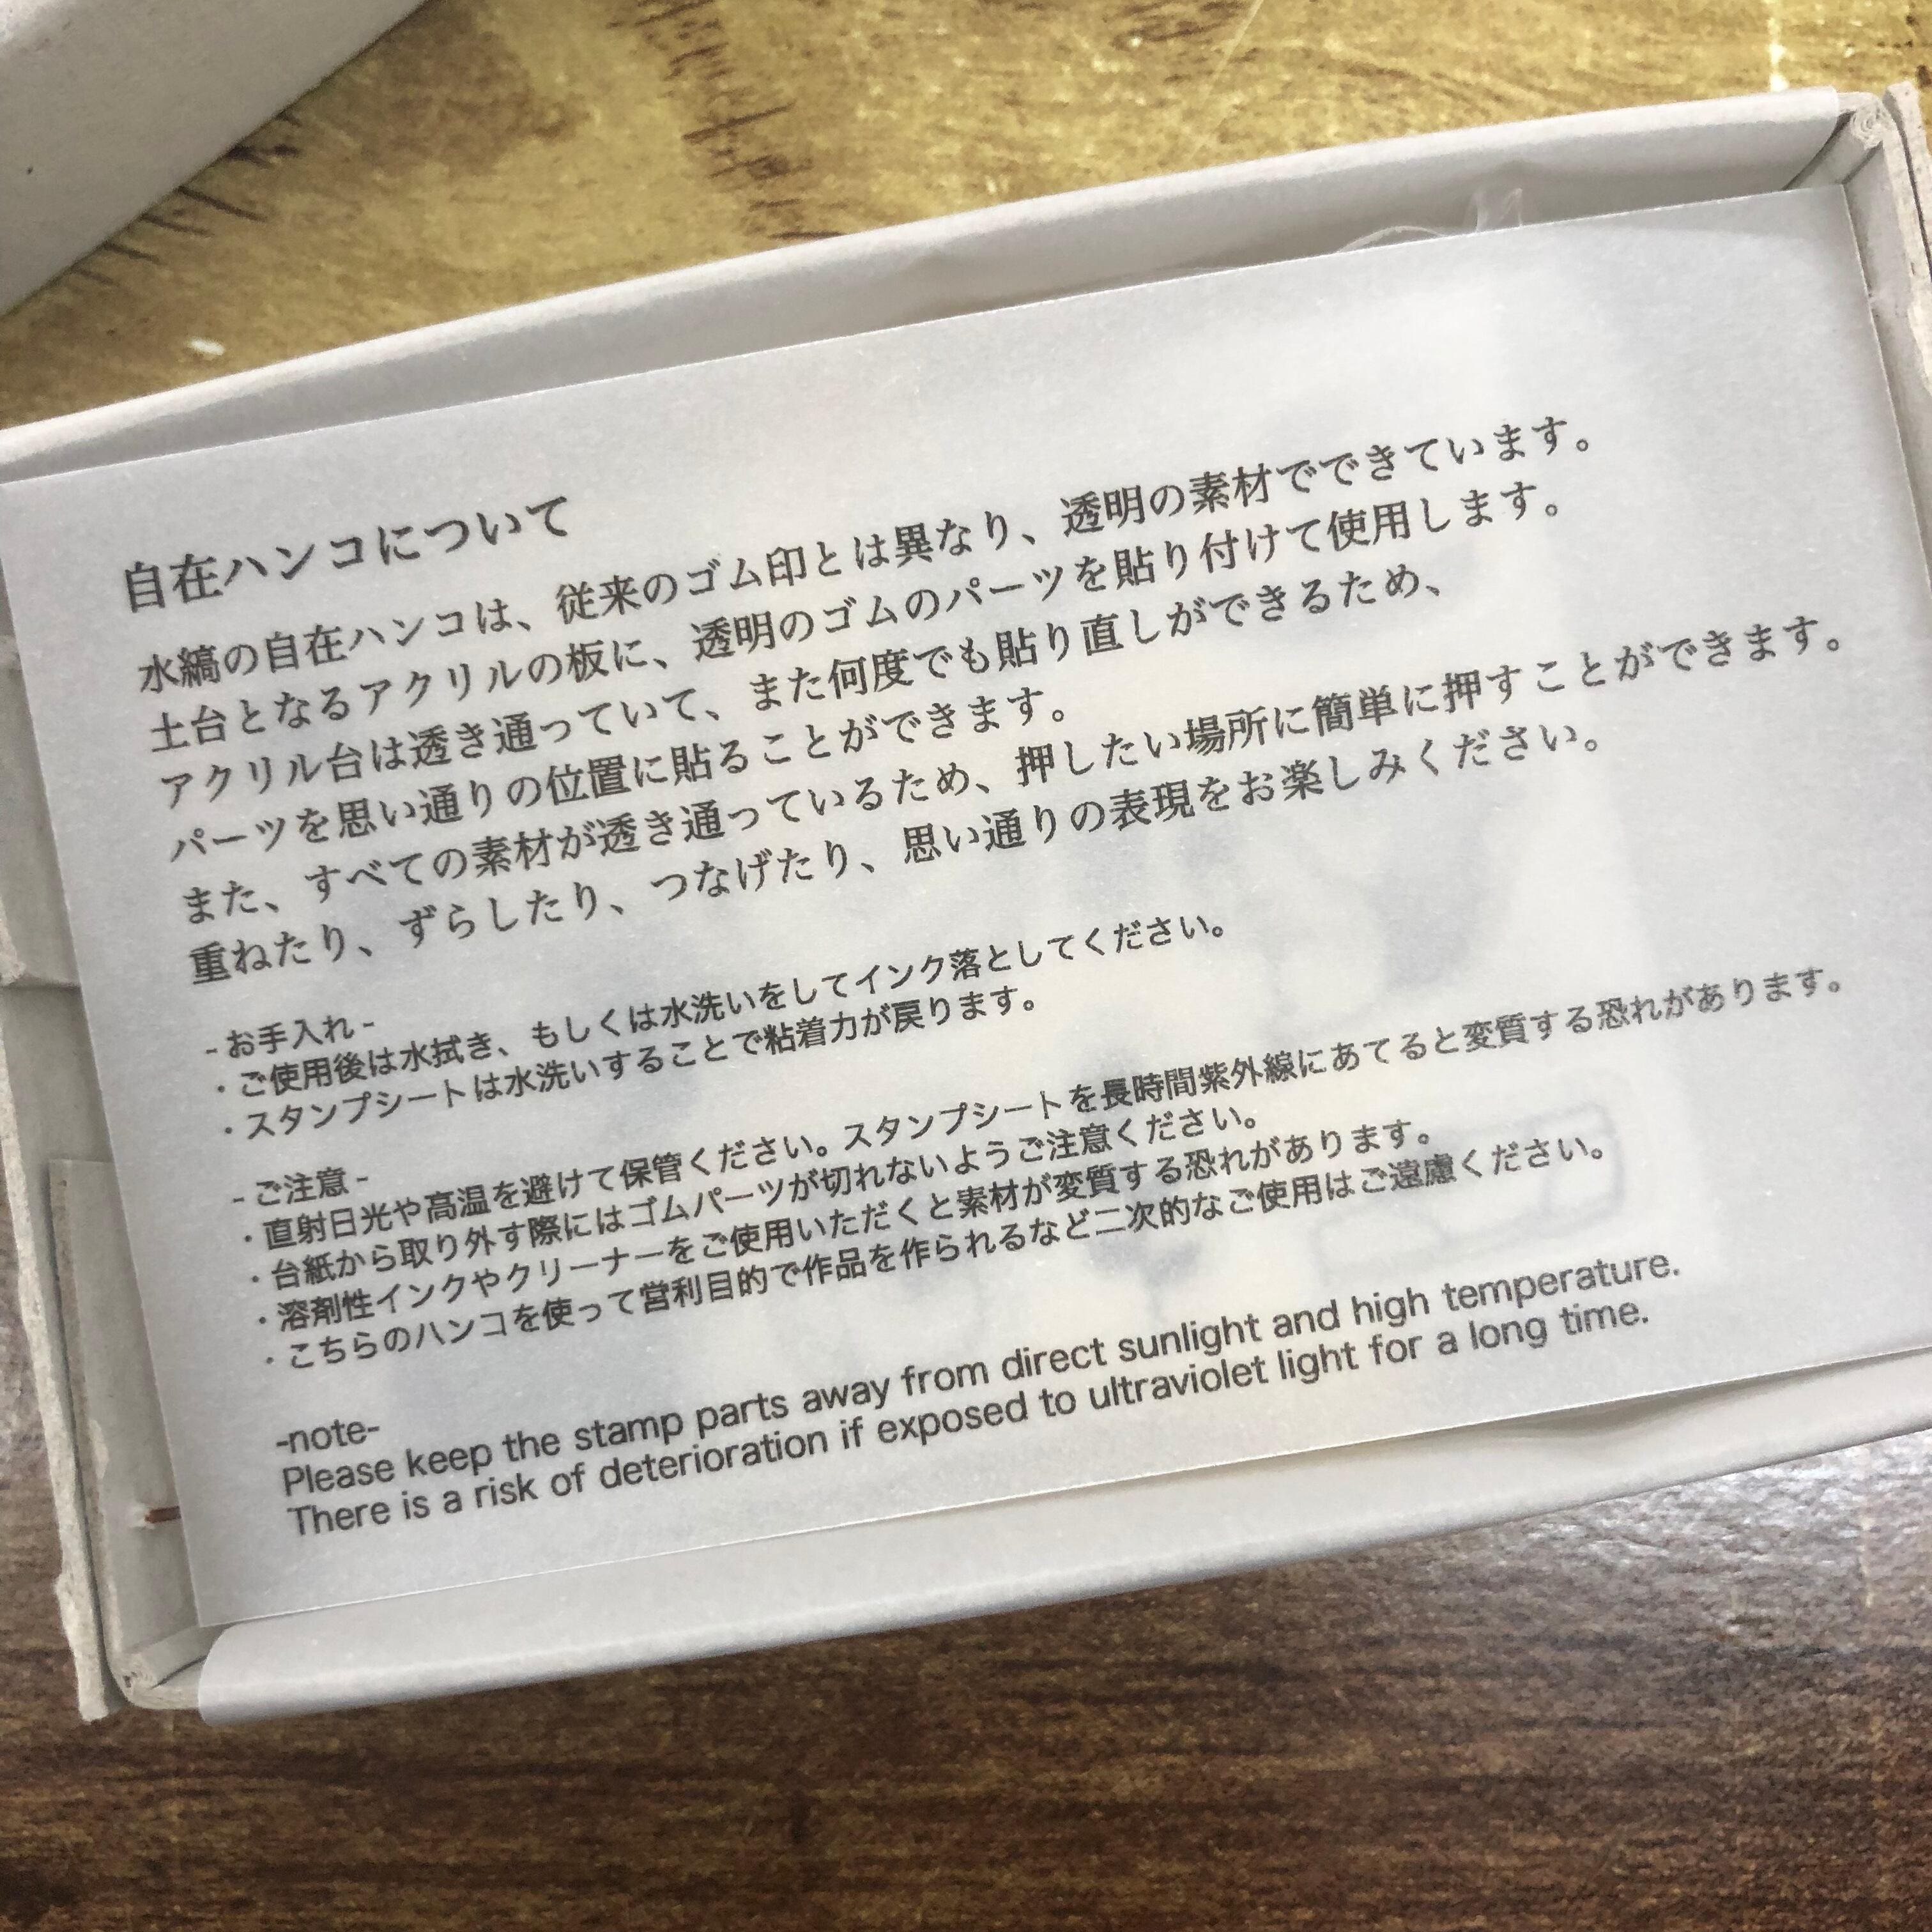 自在ハンコについて
水縞の自在ハンコは、従来のゴム印とは異なり、透明の素材でできています。
土台となるアクリルの板に、透明のゴムのパーツを貼り付けて使用します。
アクリル台は透き通っていて、また何度でも貼り直しができるため、
パーツを思い通りの位置に貼ることができます。
また、すべての素材が透き通っているため、押したい場所に簡単に押すことができます。
重ねたり、ずらしたり、つなげたり、思い通りの表現をお楽しみください。
- お手入れ -
・ご使用後は水拭き、もしくは水洗いをしてインク落としてください。
・スタンプシートは水洗いすることで粘着力が戻ります。
- ご注意 -
・直射日光や高温を避けて保管ください。スタンプシートを長時間紫外線にあてると変質する恐れがあります。
・台紙から取り外す際にはゴムパーツが切れないようご注意ください。
・溶剤性インクやクリーナーをご使用いただくと素材が変質する恐れがあります。
・こちらのハンコを使って営利目的で作品を作られるなど二次的なご使用はご遠慮ください。
-note-
Please keep the stamp parts away from direct sunlight and high temperature.
There is a risk of deterioration if exposed to ultraviolet light for a long time.